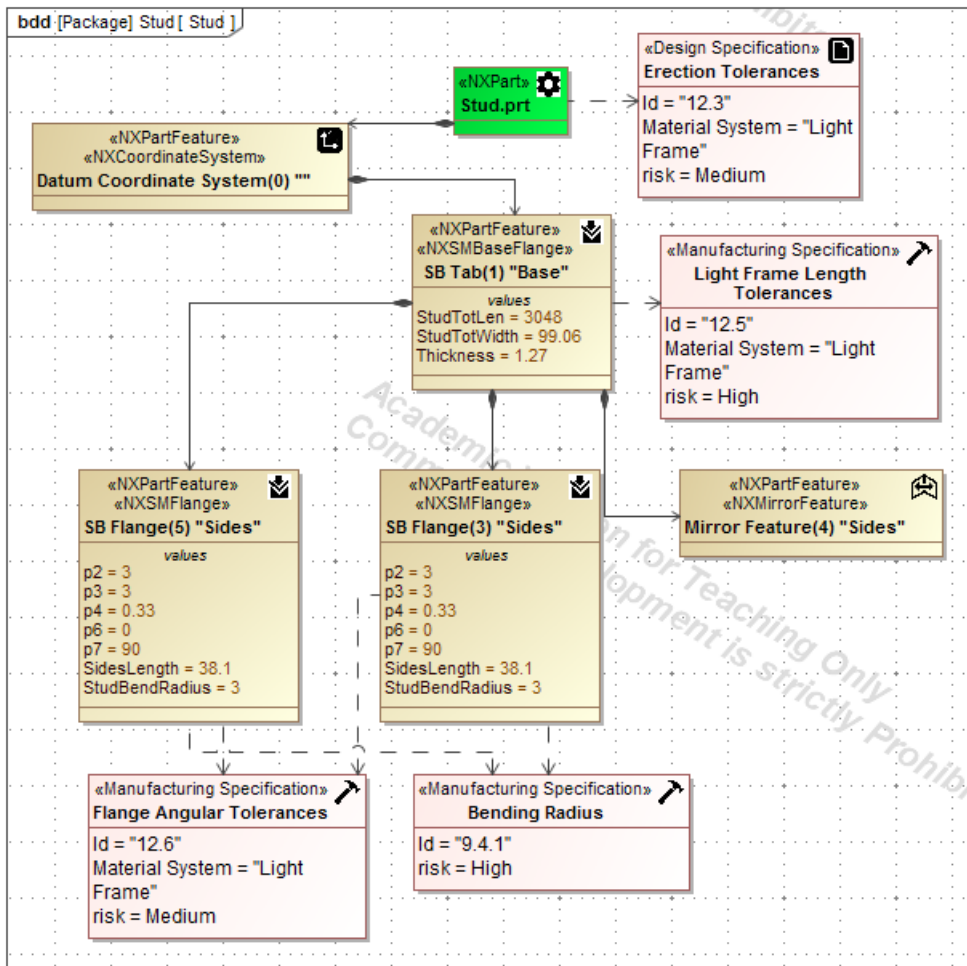 bdd [Package] Stud [ Stud ]
«NXPart»
Stud.prt
«Design Specification»
Erection Tolerances
Id = "12.3"
Material System = "Light
Frame"
risk = Medium
«NXPartFeature»
«NXCoordinateSystem»
Datum Coordinate System(0) ""
«NXPartFeature»
«NXSMBaseFlange»
SB Tab(1) "Base"
values
StudTotLen = 3048
StudTotWidth = 99.06
Thickness = 1.27
«Manufacturing Specification»
Light Frame Length
Tolerances
Id = "12.5"
Material System = "Light
Frame"
risk = High
«NXPartFeature»
«NXSMFlange»
SB Flange(5) "Sides"
values
p2 = 3
p3 = 3
p4 = 0.33
p6 = 0
p7 = 90
SidesLength = 38.1
StudBendRadius = 3
«NXPartFeature»
«NXSMFlange»
SB Flange(3) "Sides"
values
p2 = 3
p3 = 3
p4 = 0.33
p6 = 0
p7 = 90
SidesLength = 38.1
StudBendRadius = 3
«NXPartFeature»
«NXMirrorFeature»
Mirror Feature(4) "Sides"
«Manufacturing Specification»
Flange Angular Tolerances
Id = "12.6"
Material System = "Light
Frame"
risk = Medium
«Manufacturing Specification»
Bending Radius
Id = "9.4.1"
risk = High
Academic for Teaching Only
is strictly